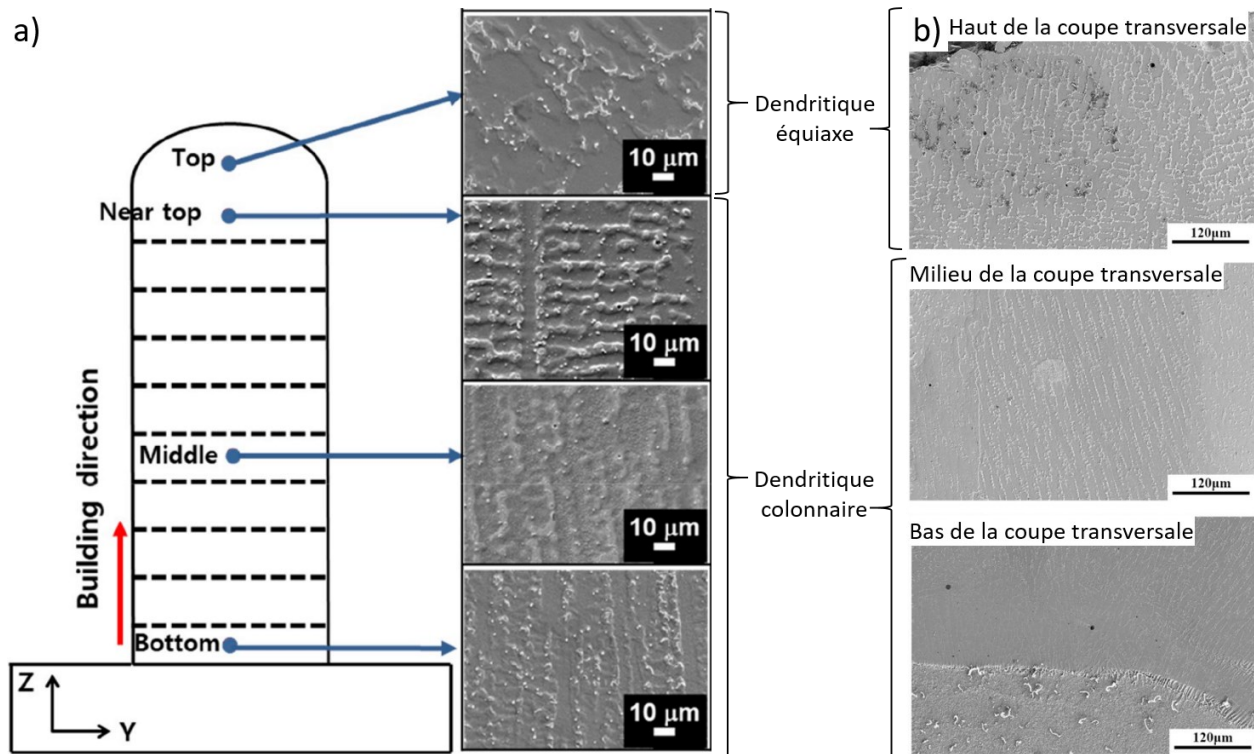 a)
Top
Near top
Middle
Bottom
Building direction
Z
Y
10 μm
10 μm
10 μm
10 μm
Dendritique
équiaxe
Dendritique
colonnaire
b)
Haut de la coupe transversale
120μm
Milieu de la coupe transversale
120μm
Bas de la coupe transversale
120μm